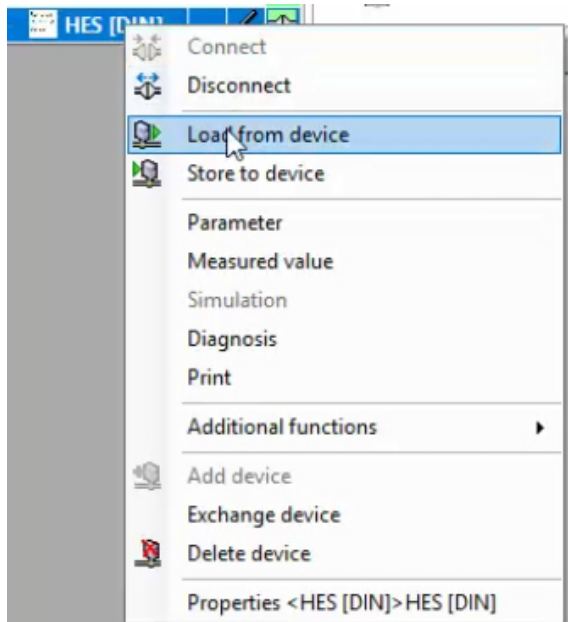 HES [DIN]
Connect
Disconnect
Load from device
Store to device
Parameter
Measured value
Simulation
Diagnosis
Print
Additional functions
Add device
Exchange device
Delete device
Properties <HES [DIN]>HES [DIN]